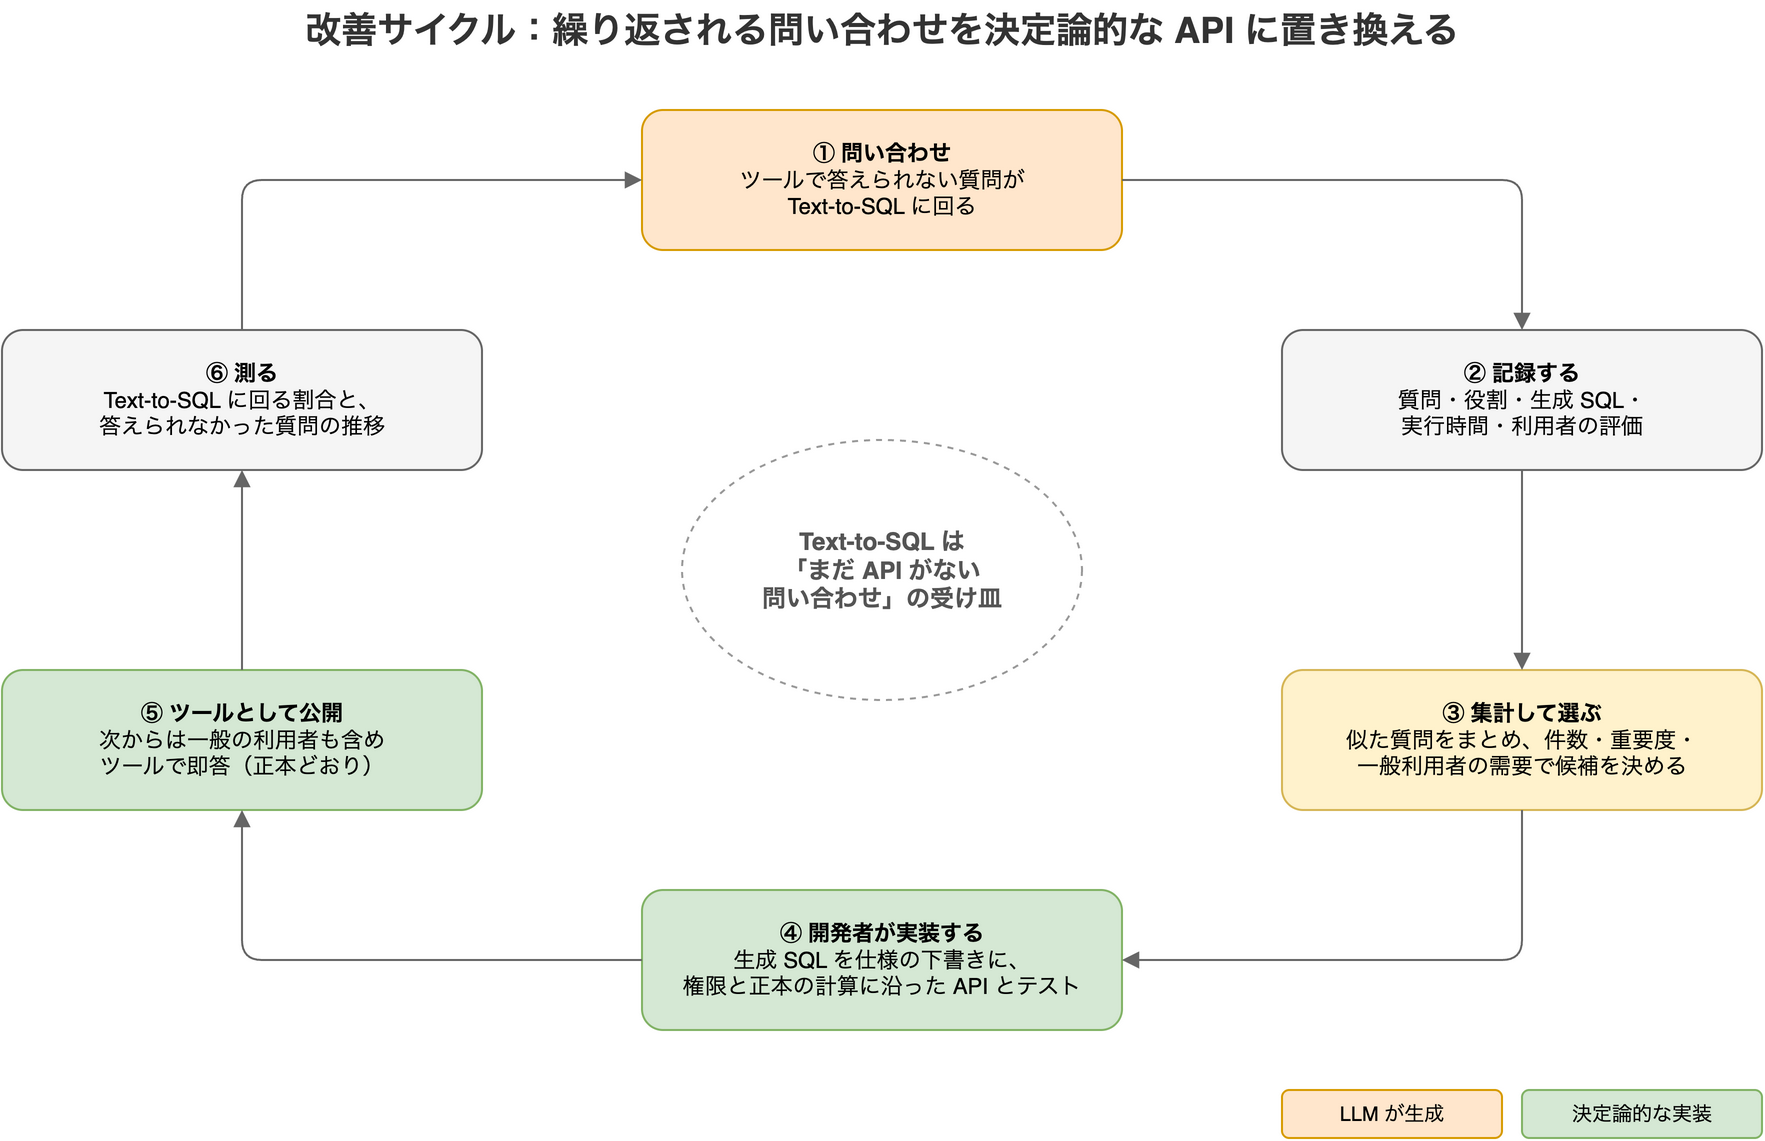 改善サイクル：繰り返される問い合わせを決定論的な API に置き換える
① 問い合わせ
ツールで答えられない質問が
Text-to-SQL に回る
② 記録する
質問・役割・生成 SQL・
実行時間・利用者の評価
③ 集計して選ぶ
似た質問をまとめ、件数・重要度・
一般利用者の需要で候補を決める
④ 開発者が実装する
生成 SQL を仕様の下書きに、
権限と正本の計算に沿った API とテスト
⑤ ツールとして公開
次からは一般の利用者も含め
ツールで即答（正本どおり）
⑥ 測る
Text-to-SQL に回る割合と、
答えられなかった質問の推移
Text-to-SQL は
「まだ API がない
問い合わせ」の受け皿
LLM が生成
決定論的な実装